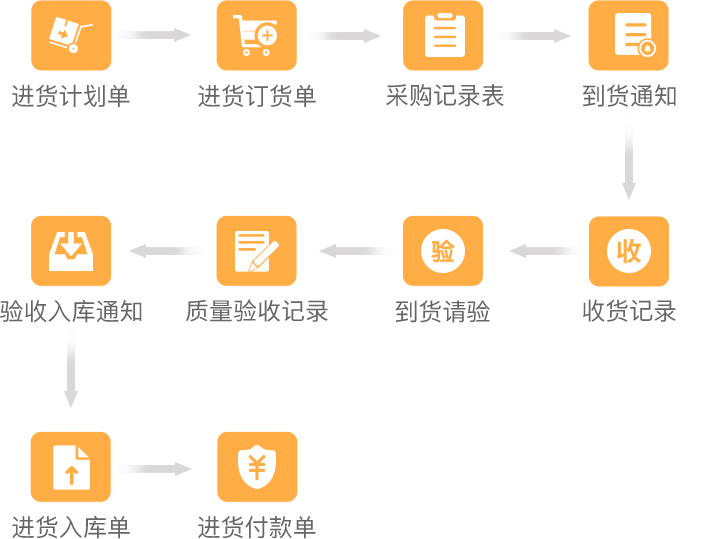 进货计划单
进货订货单
采购记录表
到货通知
收
收货记录
验
到货请验
质量验收记录
验收入库通知
进货入库单
¥
进货付款单